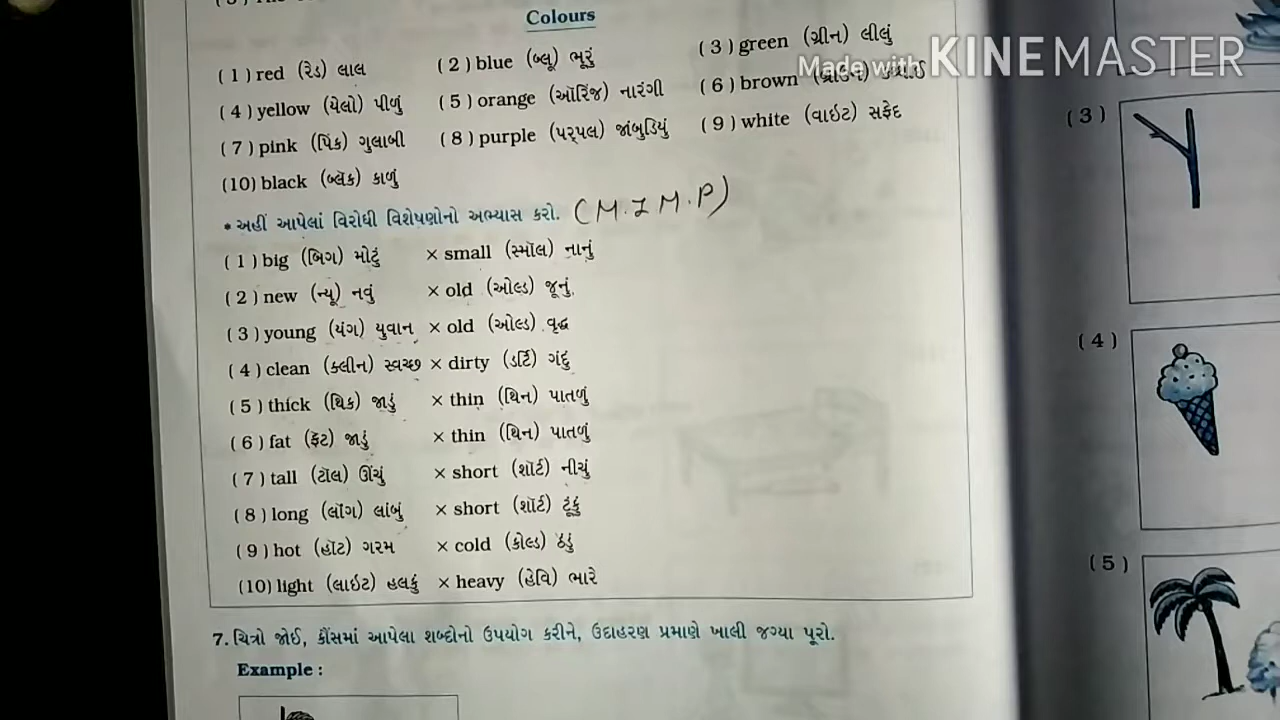 Colours
(1) red (રેડ) લાલ (2) blue (બ્લૂ) ભૂરું (3) green (ગ્રીન) લીલું
Made with KINEMASTER
(4) yellow (યેલો) પીળું (5) orange (ઑરિંજ) નારંગી (6) brown
(7) pink (પિંક) ગુલાબી (8) purple (પર્પલ) જાંબુડિયું (9) white (વાઇટ) સફેદ
(10) black (બ્લૅક) કાળું
• અહીં આપેલાં વિરોધી વિશેષણોનો અભ્યાસ કરો. (M.I M.P)
(1) big (બિગ) મોટું × small (સ્મૉલ) નાનું
(2) new (ન્યૂ) નવું × old (ઓલ્ડ) જૂનું
(3) young (યંગ) યુવાન × old (ઓલ્ડ) વૃદ્ધ
(4) clean (ક્લીન) સ્વચ્છ × dirty (ડર્ટિ) ગંદું
(5) thick (થિક) જાડું × thin (થિન) પાતળું
(6) fat (ફૅટ) જાડું × thin (થિન) પાતળું
(7) tall (ટૉલ) ઊંચું × short (શૉર્ટ) નીચું
(8) long (લૉંગ) લાંબું × short (શૉર્ટ) ટૂંકું
(9) hot (હૉટ) ગરમ × cold (કોલ્ડ) ઠંડું
(10) light (લાઇટ) હલકું × heavy (હેવિ) ભારે
7. ચિત્રો જોઈ, કૌંસમાં આપેલા શબ્દોનો ઉપયોગ કરીને, ઉદાહરણ પ્રમાણે ખાલી જગ્યા પૂરો.
Example :
(3)
(4)
(5)